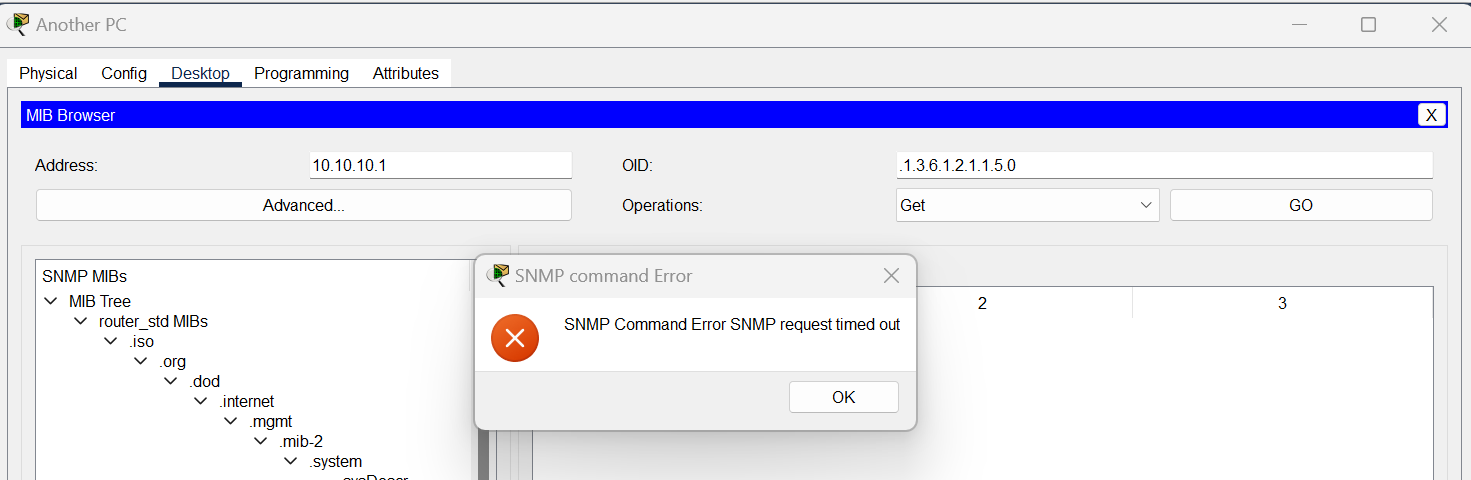 Another PC
Physical Config Desktop Programming Attributes
MIB Browser X
Address: 10.10.10.1 OID: .1.3.6.1.2.1.1.5.0
Advanced... Operations: Get GO
SNMP MIBs
MIB Tree
router_std MIBs
.iso
.org
.dod
.internet
.mgmt
.mib-2
.system
SNMP command Error
SNMP Command Error SNMP request timed out
OK
2 3